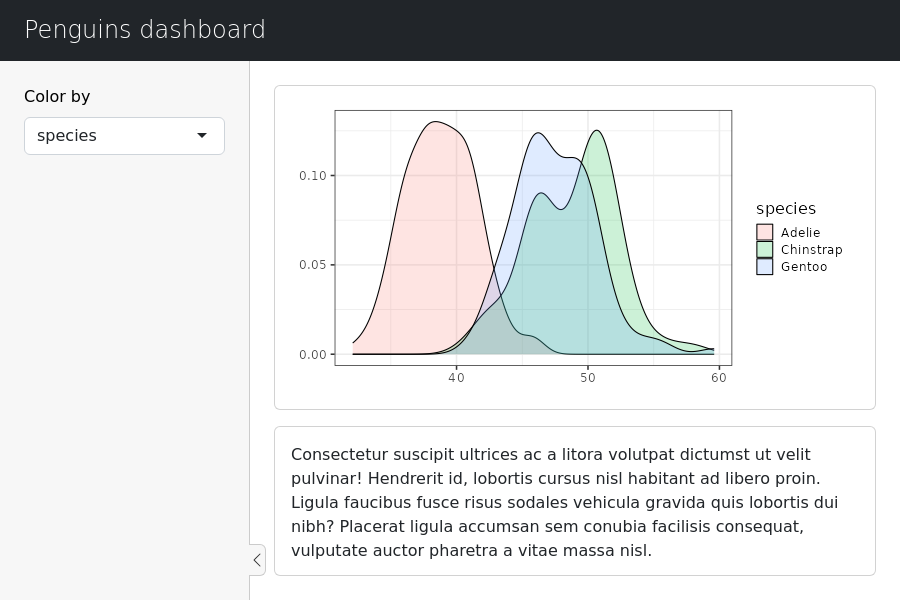 Penguins dashboard
Color by
species
0.10
0.05
0.00
40 50 60
species
Adelie
Chinstrap
Gentoo
Consectetur suscipit ultrices ac a litora volutpat dictumst ut velit
pulvinar! Hendrerit id, lobortis cursus nisl habitant ad libero proin.
Ligula faucibus fusce risus sodales vehicula gravida quis lobortis dui
nibh? Placerat ligula accumsan sem conubia facilisis consequat,
vulputate auctor pharetra a vitae massa nisl.